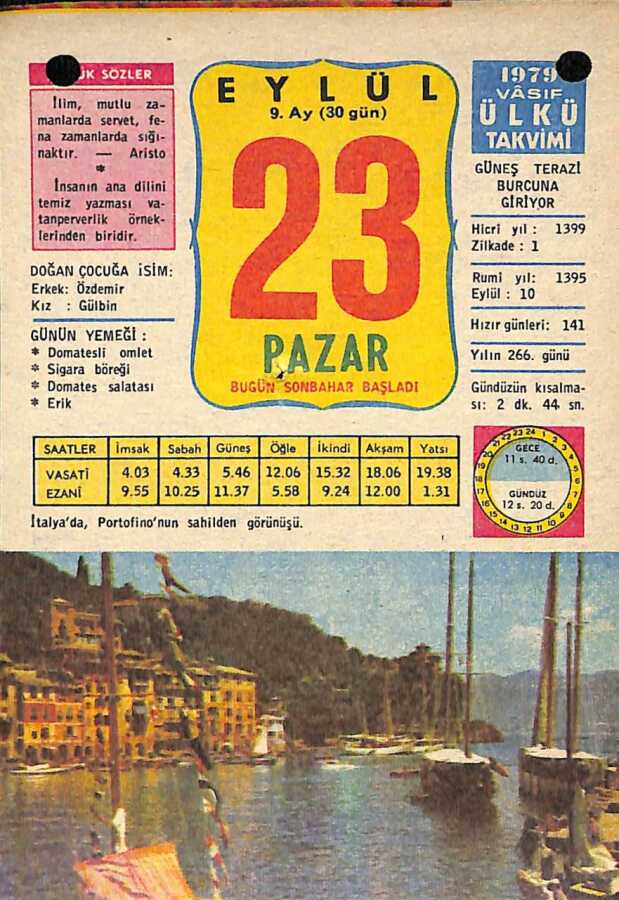 ÜK SÖZLER
İlim, mutlu za-
manlarda servet, fe-
na zamanlarda sığı-
naktır. — Aristo
*
İnsanın ana dilini
temiz yazması va-
tanperverlik örnek-
lerinden biridir.
DOĞAN ÇOCUĞA İSİM:
Erkek: Özdemir
Kız : Gülbin
GÜNÜN YEMEĞİ :
* Domatesli omlet
* Sigara böreği
* Domates salatası
* Erik
EYLÜL
9. Ay (30 gün)
23
PAZAR
BUGÜN SONBAHAR BAŞLADI
1979
VÂSIF
ÜLKÜ
TAKVİMİ
GÜNEŞ TERAZİ
BURCUNA
GİRİYOR
Hicri yıl : 1399
Zilkade : 1
Rumi yıl: 1395
Eylül : 10
Hızır günleri: 141
Yılın 266. günü
Gündüzün kısalma-
sı: 2 dk. 44 sn.
SAATLER İmsak Sabah Güneş Öğle İkindi Akşam Yatsı
VASATİ 4.03 4.33 5.46 12.06 15.32 18.06 19.38
EZANİ 9.55 10.25 11.37 5.58 9.24 12.00 1.31
GECE
11 s. 40 d.
GÜNDÜZ
12 s. 20 d.
İtalya'da, Portofino'nun sahilden görünüşü.